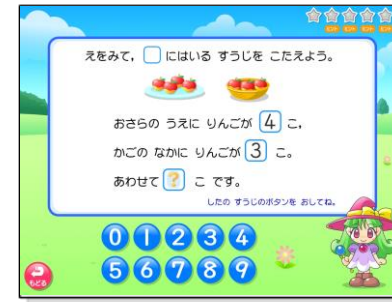 えをみて、□にはいる すうじを こたえよう。
おさらの うえに りんごが 4 こ、
かごの なかに りんごが 3 こ。
あわせて ? こ です。
したの すうじのボタンを おしてね。
0 1 2 3 4
5 6 7 8 9
もどる